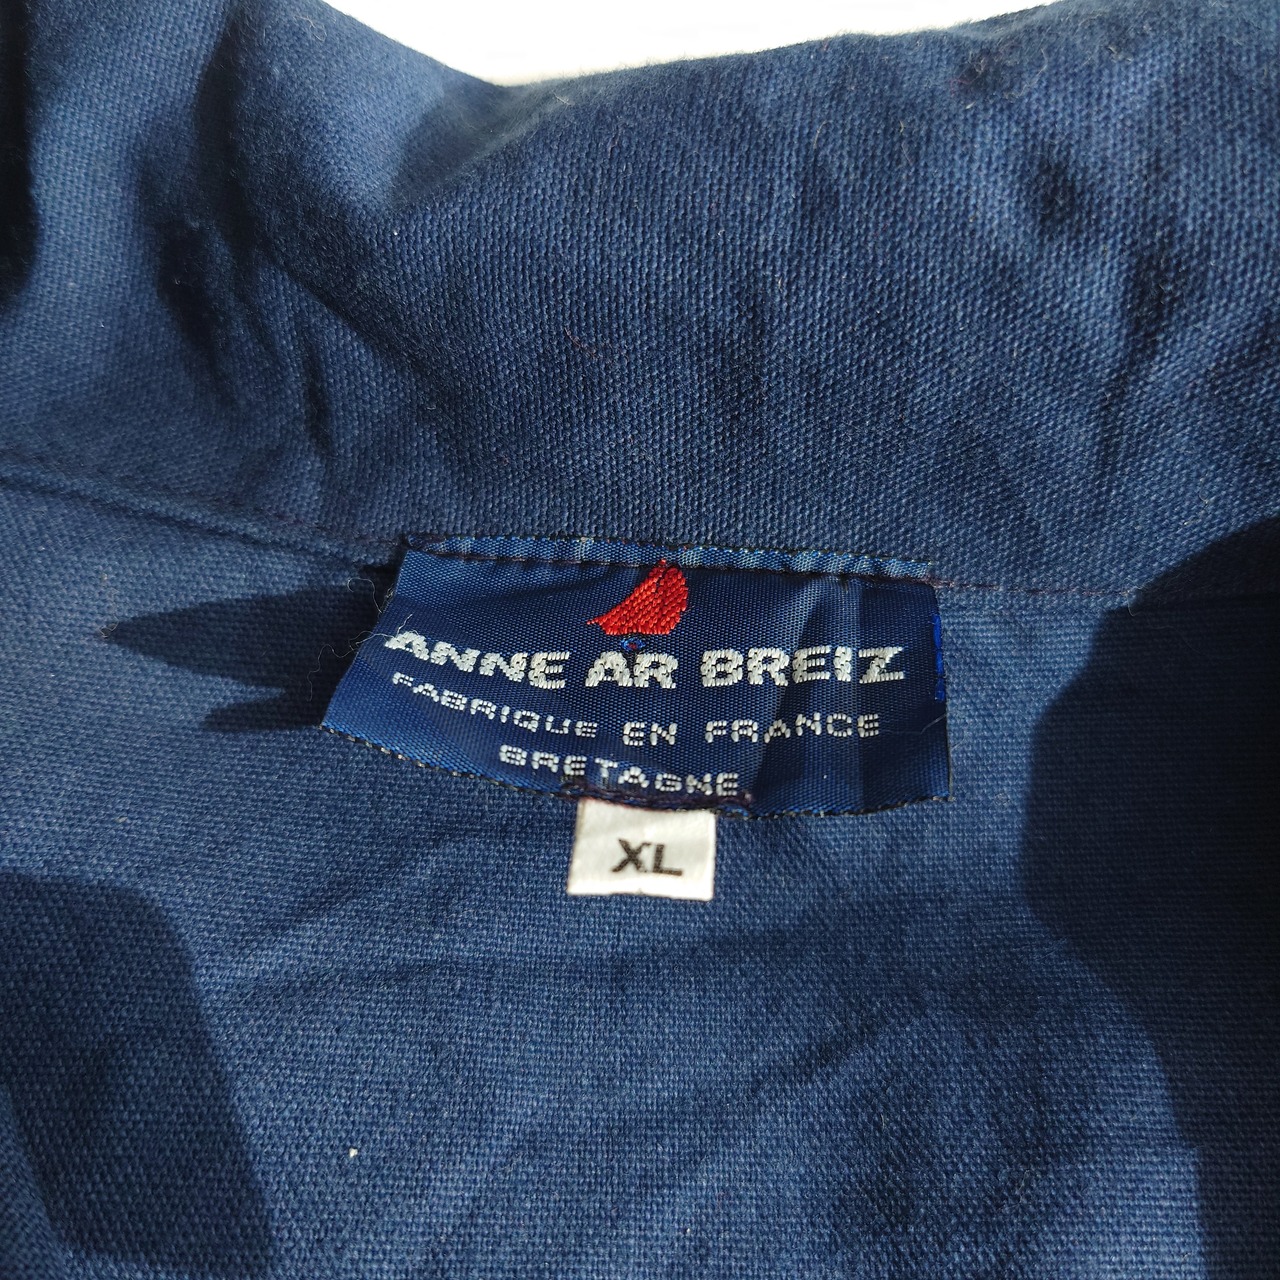 ANNE AR BREIZ
FABRIQUE EN FRANCE
BRETAGNE
XL